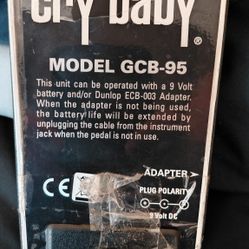 cry baby®
MODEL GCB-95
This unit can be operated with a 9 Volt
battery and/or Dunlop ECB-003 Adapter.
When the adapter is not being used,
the battery life will be extended by
unplugging the cable from the instrument
jack when the pedal is not in use.
CE
ADAPTER
PLUG POLARITY
9 Volt DC